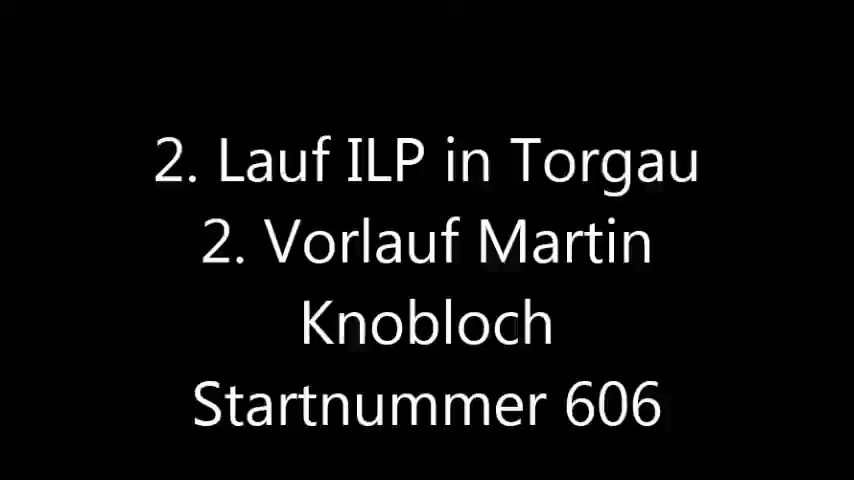 2. Lauf ILP in Torgau
2. Vorlauf Martin
Knobloch
Startnummer 606